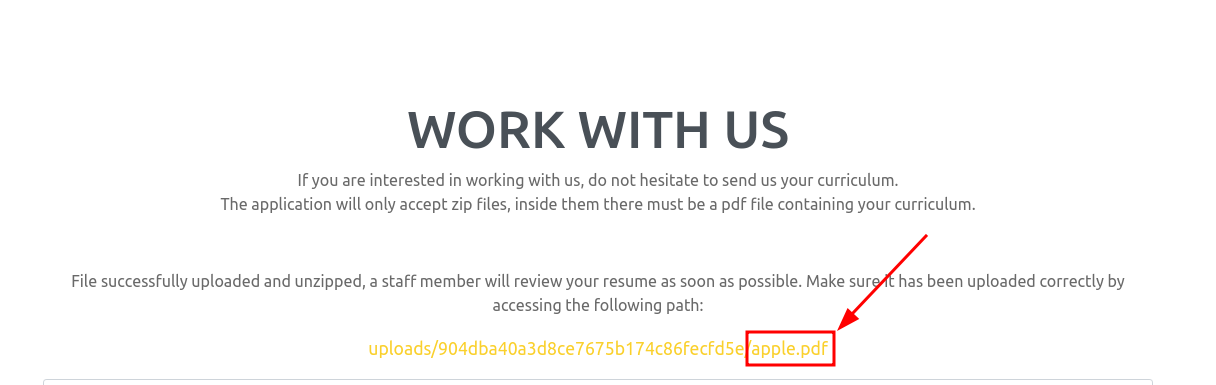 WORK WITH US
If you are interested in working with us, do not hesitate to send us your curriculum.
The application will only accept zip files, inside them there must be a pdf file containing your curriculum.
File successfully uploaded and unzipped, a staff member will review your resume as soon as possible. Make sure it has been uploaded correctly by
accessing the following path:
uploads/904dba40a3d8ce7675b174c86fecfd5e/apple.pdf